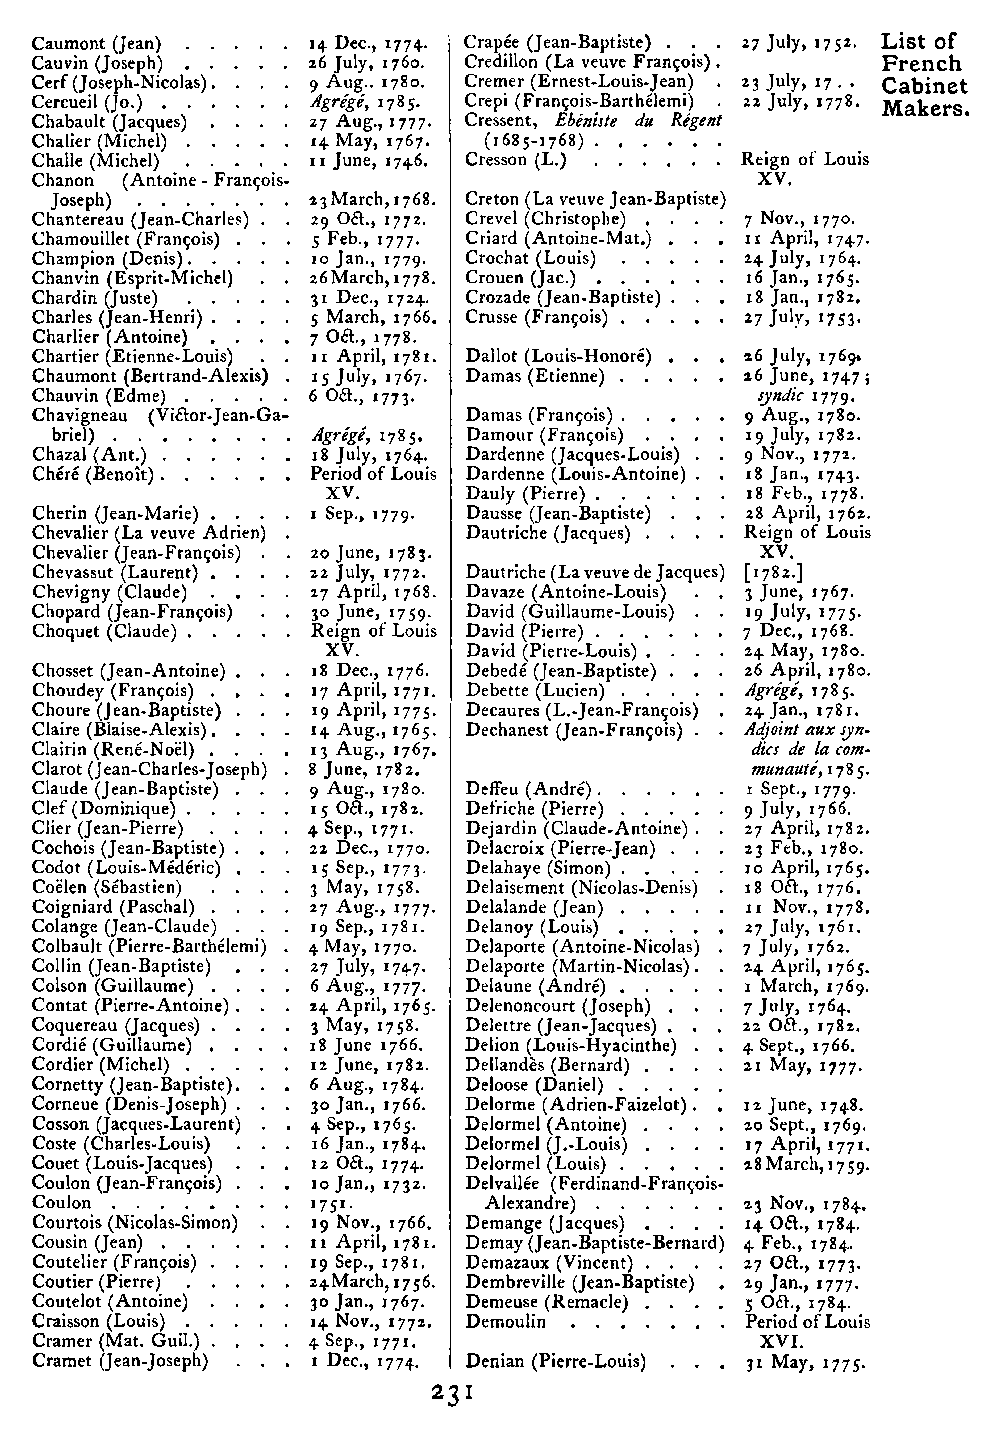 Caumont (Jean) . . . . . 14 Dec., 1774.
Cauvin (Joseph) . . . . . 26 July, 1760.
Cerf (Joseph-Nicolas) . . . . 9 Aug.. 1780.
Cercueil (Jo.) . . . . . . Agrégé, 1785.
Chabault (Jacques) . . . . 27 Aug., 1777.
Chalier (Michel) . . . . . 14 May, 1767.
Challe (Michel) . . . . . 11 June, 1746.
Chanon (Antoine - François-
Joseph) . . . . . . . 23 March, 1768.
Chantereau (Jean-Charles) . . 29 Oct., 1772.
Chamouillet (François) . . . 5 Feb., 1777.
Champion (Denis) . . . . . 10 Jan., 1779.
Chanvin (Esprit-Michel) . . 26 March, 1778.
Chardin (Juste) . . . . . 31 Dec., 1724.
Charles (Jean-Henri) . . . . 5 March, 1766.
Charlier (Antoine) . . . . 7 Oct., 1778.
Chartier (Etienne-Louis) . . 11 April, 1781.
Chaumont (Bertrand-Alexis) . 15 July, 1767.
Chauvin (Edme) . . . . . 6 Oct., 1773.
Chavigneau (Victor-Jean-Ga-
briel) . . . . . . . . Agrégé, 1785.
Chazal (Ant.) . . . . . . 18 July, 1764.
Chéré (Benoît) . . . . . . Period of Louis
XV.
Cherin (Jean-Marie) . . . . 1 Sep., 1779.
Chevalier (La veuve Adrien) .
Chevalier (Jean-François) . . 20 June, 1783.
Chevassut (Laurent) . . . . 22 July, 1772.
Chevigny (Claude) . . . . 27 April, 1768.
Chopard (Jean-François) . . 30 June, 1759.
Choquet (Claude) . . . . . Reign of Louis
XV.
Chosset (Jean-Antoine) . . . 18 Dec., 1776.
Choudey (François) . . . . 17 April, 1771.
Choure (Jean-Baptiste) . . . 19 April, 1775.
Claire (Blaise-Alexis) . . . . 14 Aug., 1765.
Clairin (René-Noël) . . . . 13 Aug., 1767.
Clarot (Jean-Charles-Joseph) . 8 June, 1782.
Claude (Jean-Baptiste) . . . 9 Aug., 1780.
Clef (Dominique) . . . . . 15 Oct., 1782.
Clier (Jean-Pierre) . . . . 4 Sep., 1771.
Cochois (Jean-Baptiste) . . . 22 Dec., 1770.
Codot (Louis-Médéric) . . . 15 Sep., 1773.
Coëlen (Sébastien) . . . . 3 May, 1758.
Coigniard (Paschal) . . . . 27 Aug., 1777.
Colange (Jean-Claude) . . . 19 Sep., 1781.
Colbault (Pierre-Barthélemi) . 4 May, 1770.
Collin (Jean-Baptiste) . . . 27 July, 1747.
Colson (Guillaume) . . . . 6 Aug., 1777.
Contat (Pierre-Antoine) . . . 24 April, 1765.
Coquereau (Jacques) . . . . 3 May, 1758.
Cordié (Guillaume) . . . . 18 June 1766.
Cordier (Michel) . . . . . 12 June, 1782.
Cornetty (Jean-Baptiste) . . . 6 Aug., 1784.
Corneue (Denis-Joseph) . . . 30 Jan., 1766.
Cosson (Jacques-Laurent) . . 4 Sep., 1765.
Coste (Charles-Louis) . . . 16 Jan., 1784.
Couet (Louis-Jacques) . . . 12 Oct., 1774.
Coulon (Jean-François) . . . 10 Jan., 1732.
Coulon . . . . . . . . 1751.
Courtois (Nicolas-Simon) . . 19 Nov., 1766.
Cousin (Jean) . . . . . . 11 April, 1781.
Coutelier (François) . . . . 19 Sep., 1781.
Coutier (Pierre) . . . . . 24 March, 1756.
Coutelot (Antoine) . . . . 30 Jan., 1767.
Craisson (Louis) . . . . . 14 Nov., 1772.
Cramer (Mat. Guil.) . . . . 4 Sep., 1771.
Cramet (Jean-Joseph) . . . 1 Dec., 1774.
Crapée (Jean-Baptiste) . . . 27 July, 1752.
Credillon (La veuve François) .
Cremer (Ernest-Louis-Jean) . 23 July, 17 . .
Crepi (François-Barthélemi) . 22 July, 1778.
Cressent, Ébéniste du Régent
(1685-1768) . . . . . .
Cresson (L.) . . . . . . Reign of Louis
XV.
Creton (La veuve Jean-Baptiste)
Crevel (Christophe) . . . . 7 Nov., 1770.
Criard (Antoine-Mat.) . . . 11 April, 1747.
Crochat (Louis) . . . . . 24 July, 1764.
Crouen (Jac.) . . . . . . 16 Jan., 1765.
Crozade (Jean-Baptiste) . . . 18 Jan., 1782.
Crusse (François) . . . . . 27 July, 1753.
Dallot (Louis-Honoré) . . . 26 July, 1769.
Damas (Etienne) . . . . . 26 June, 1747;
syndic 1779.
Damas (François) . . . . . 9 Aug., 1780.
Damour (François) . . . . 19 July, 1782.
Dardenne (Jacques-Louis) . . 9 Nov., 1772.
Dardenne (Louis-Antoine) . . 18 Jan., 1743.
Dauly (Pierre) . . . . . . 18 Feb., 1778.
Dausse (Jean-Baptiste) . . . 28 April, 1762.
Dautriche (Jacques) . . . . Reign of Louis
XV.
Dautriche (La veuve de Jacques) [1782.]
Davaze (Antoine-Louis) . . 3 June, 1767.
David (Guillaume-Louis) . . 19 July, 1775.
David (Pierre) . . . . . . 7 Dec., 1768.
David (Pierre-Louis) . . . . 24 May, 1780.
Debedé (Jean-Baptiste) . . . 26 April, 1780.
Debette (Lucien) . . . . . Agrégé, 1785.
Decaures (L.-Jean-François) . 24 Jan., 1781.
Dechanest (Jean-François) . . Adjoint aux syn-
dics de la com-
munauté, 1785.
Deffeu (André) . . . . . . 1 Sept., 1779.
Defriche (Pierre) . . . . . 9 July, 1766.
Dejardin (Claude-Antoine) . . 27 April, 1782.
Delacroix (Pierre-Jean) . . . 23 Feb., 1780.
Delahaye (Simon) . . . . . 10 April, 1765.
Delaisement (Nicolas-Denis) . 18 Oct., 1776.
Delalande (Jean) . . . . . 11 Nov., 1778.
Delanoy (Louis) . . . . . 27 July, 1761.
Delaporte (Antoine-Nicolas) . 7 July, 1762.
Delaporte (Martin-Nicolas) . . 24 April, 1765.
Delaune (André) . . . . . 1 March, 1769.
Delenoncourt (Joseph) . . . 7 July, 1764.
Delettre (Jean-Jacques) . . . 22 Oct., 1782.
Delion (Louis-Hyacinthe) . . 4 Sept., 1766.
Dellandès (Bernard) . . . . 21 May, 1777.
Deloose (Daniel) . . . . .
Delorme (Adrien-Faizelot) . . 12 June, 1748.
Delormel (Antoine) . . . . 20 Sept., 1769.
Delormel (J.-Louis) . . . . 17 April, 1771.
Delormel (Louis) . . . . . 28 March, 1759.
Delvallée (Ferdinand-François-
Alexandre) . . . . . . 23 Nov., 1784.
Demange (Jacques) . . . . 14 Oct., 1784.
Demay (Jean-Baptiste-Bernard) 4 Feb., 1784.
Demazaux (Vincent) . . . . 27 Oct., 1773.
Dembreville (Jean-Baptiste) . 29 Jan., 1777.
Demeuse (Remacle) . . . . 5 Oct., 1784.
Demoulin . . . . . . . Period of Louis
XVI.
Denian (Pierre-Louis) . . . 31 May, 1775.
List of
French
Cabinet
Makers.
231